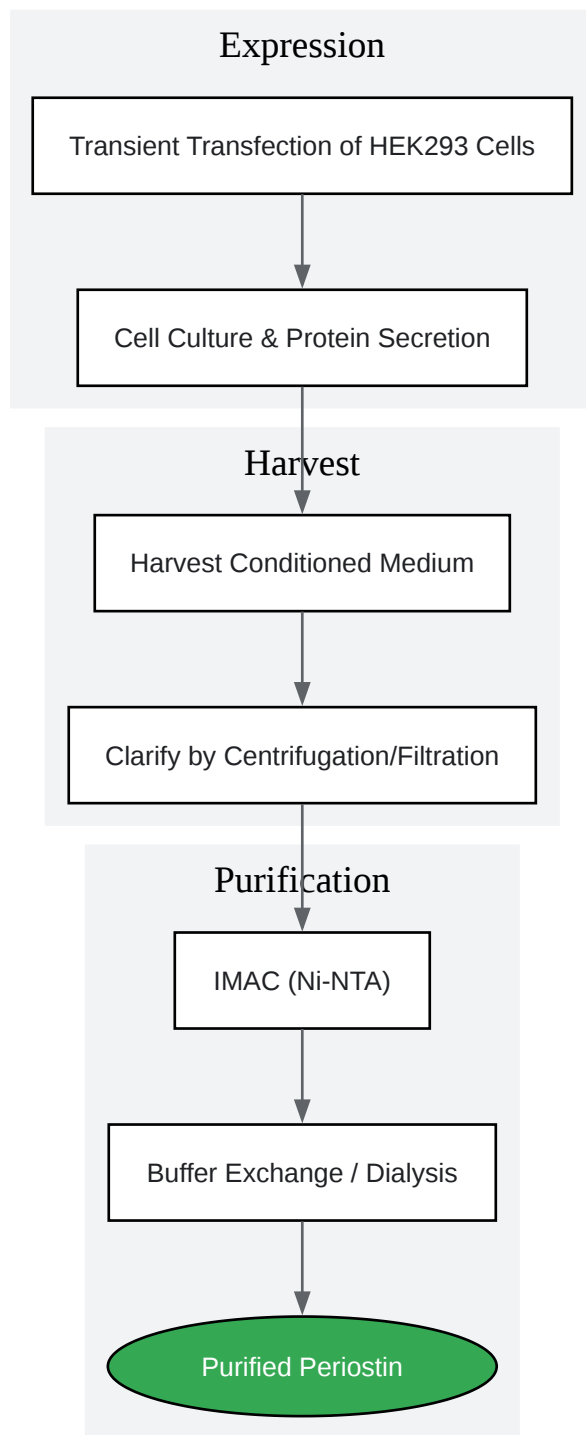 Expression
Transient Transfection of HEK293 Cells
Cell Culture & Protein Secretion
Harvest
Harvest Conditioned Medium
Clarify by Centrifugation/Filtration
Purification
IMAC (Ni-NTA)
Buffer Exchange / Dialysis
Purified Periostin